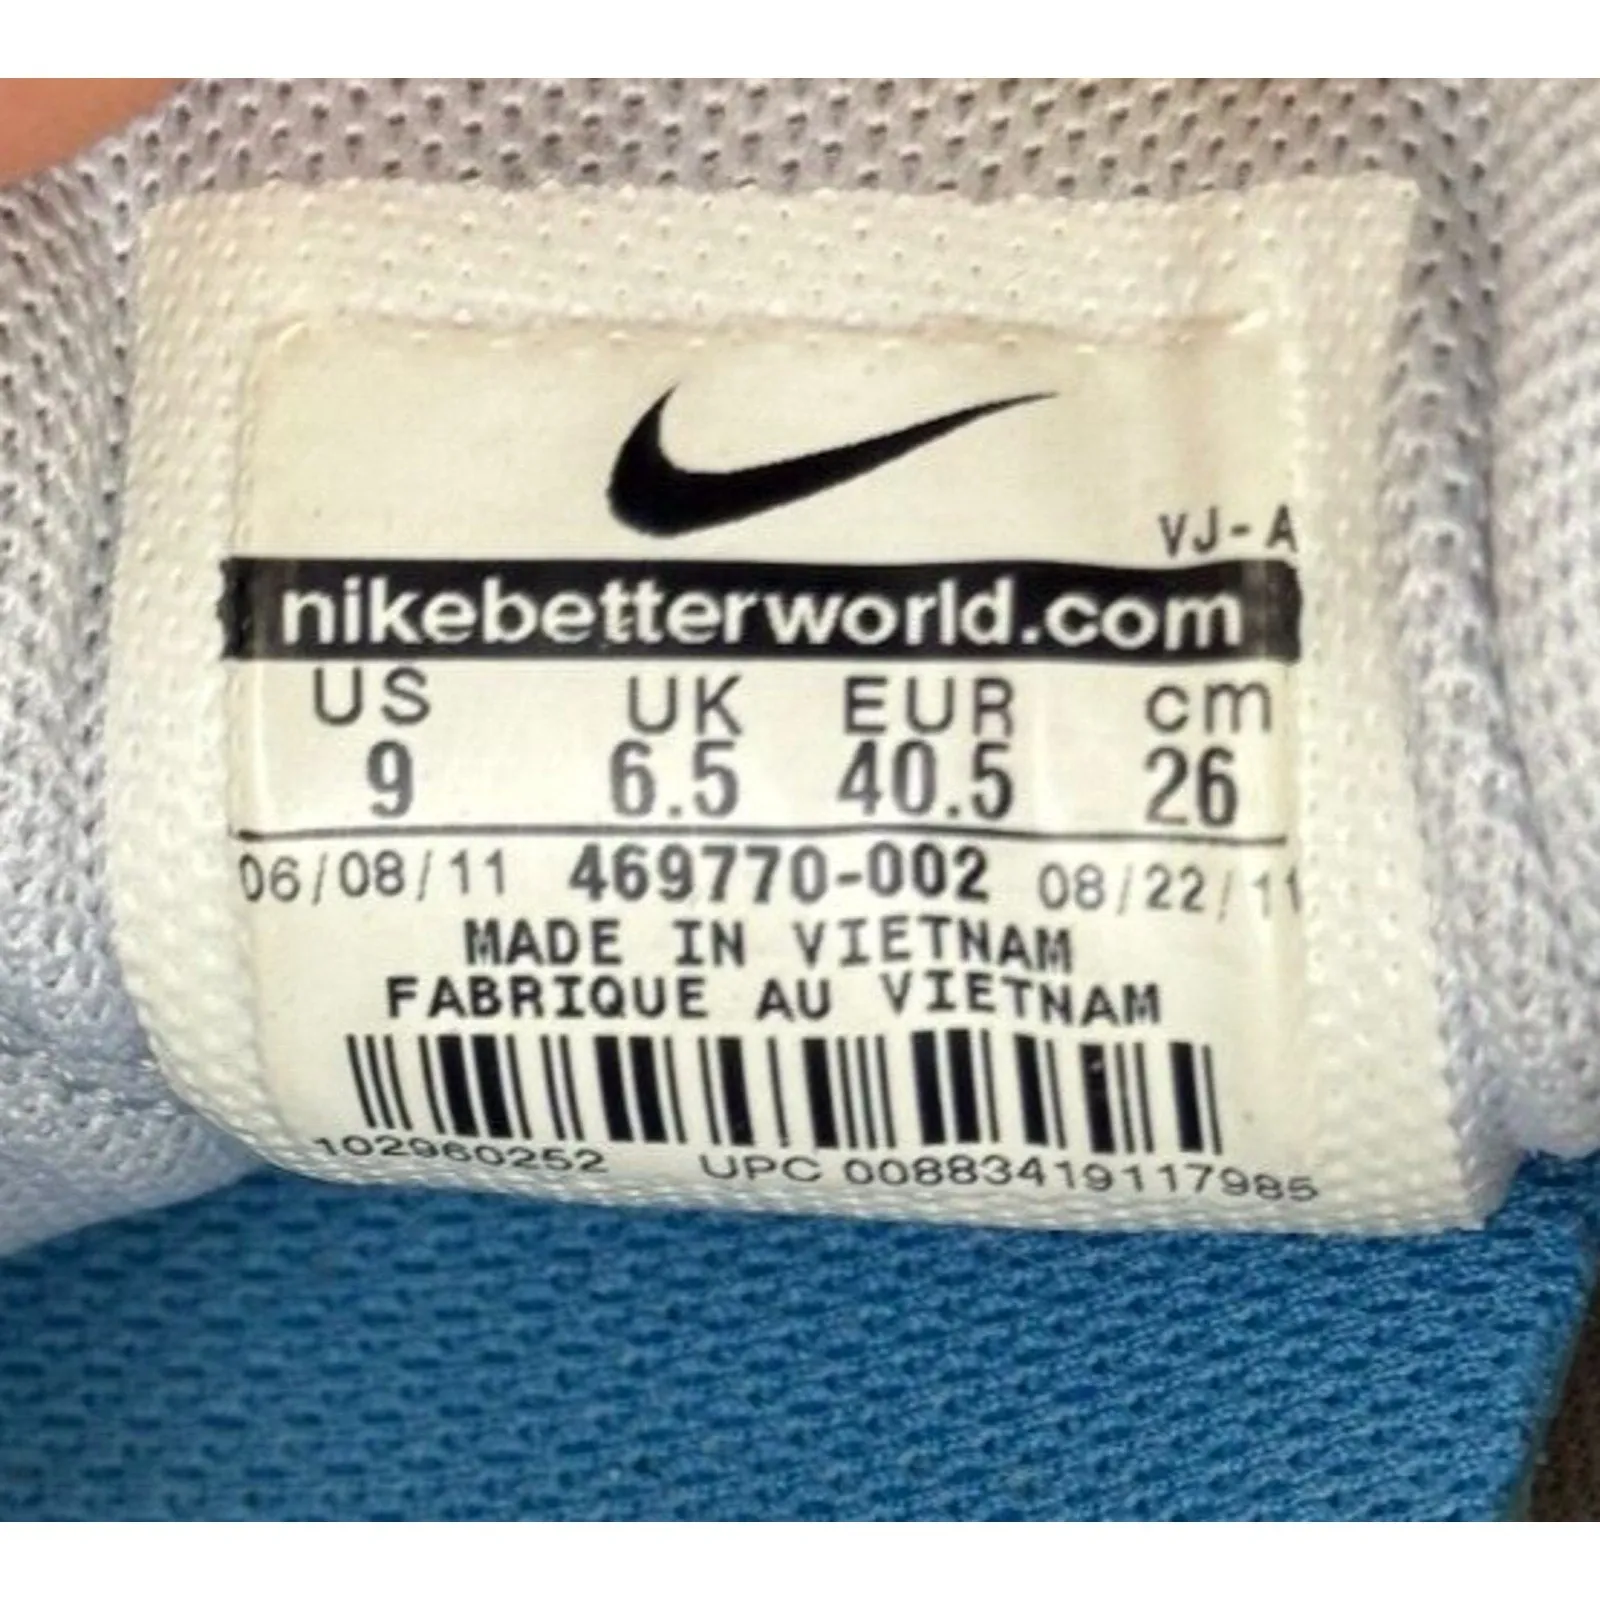 VJ-A
nikebetterworld.com
US UK EUR cm
9 6.5 40.5 26
06/08/11 469770-002 08/22/11
MADE IN VIETNAM
FABRIQUE AU VIETNAM
102960252 UPC 00883419117985